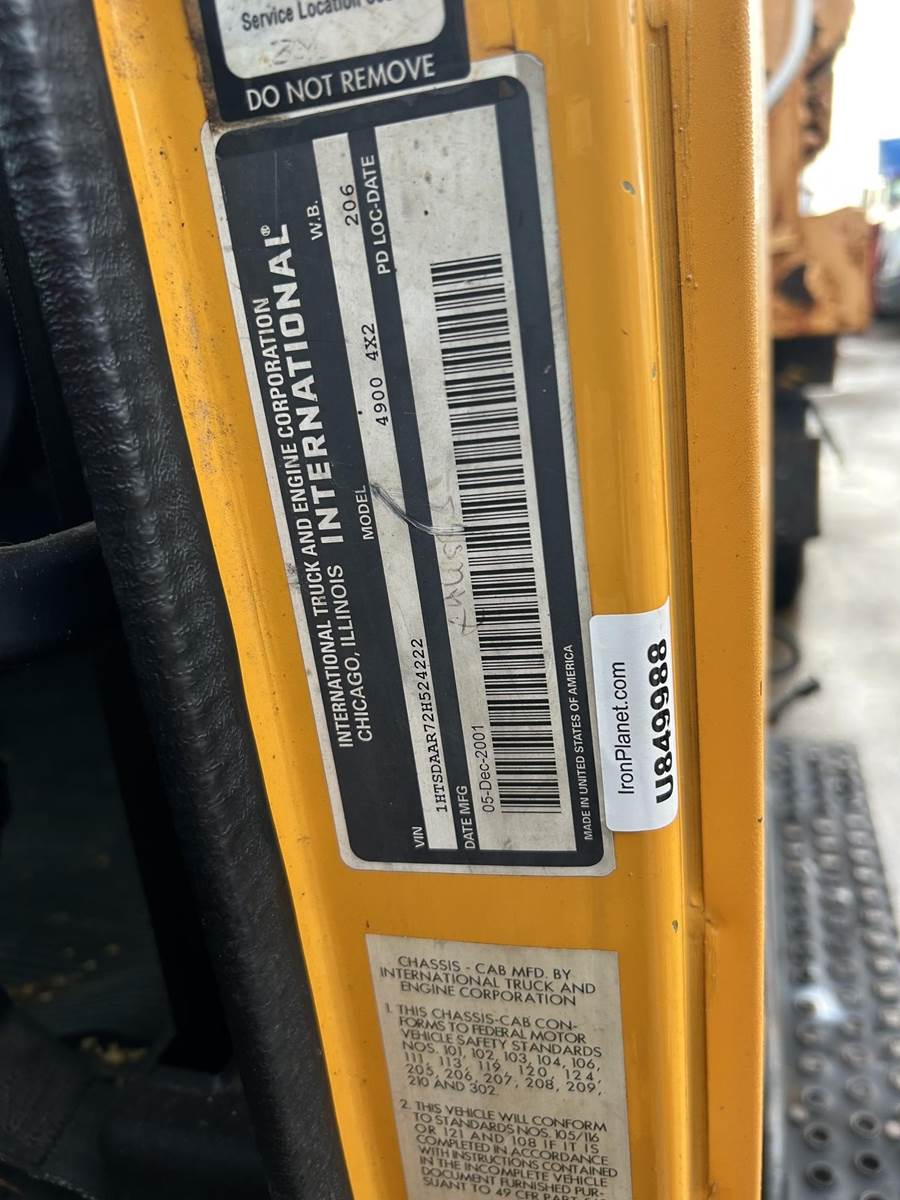 Service Location
DO NOT REMOVE
INTERNATIONAL TRUCK AND ENGINE CORPORATION
CHICAGO, ILLINOIS INTERNATIONAL®
MODEL W.B.
4900 4X2 206
VIN
1HTSDAAR72H524222
DATE MFG PD LOC-DATE
05-Dec-2001
MADE IN UNITED STATES OF AMERICA
IronPlanet.com
U849988
CHASSIS - CAB MFD. BY
INTERNATIONAL TRUCK AND
ENGINE CORPORATION
1. THIS CHASSIS-CAB CON-
FORMS TO FEDERAL MOTOR
VEHICLE SAFETY STANDARDS
NOS. 101, 102, 103, 104, 106,
111, 113, 119, 120, 124,
205, 206, 207, 208, 209,
210 AND 302.
2. THIS VEHICLE WILL CONFORM
TO STANDARDS NOS. 105/116
OR 121 AND 108 IF IT IS
COMPLETED IN ACCORDANCE
WITH INSTRUCTIONS CONTAINED
IN THE INCOMPLETE VEHICLE
DOCUMENT FURNISHED PUR-
SUANT TO 49 CFR PART